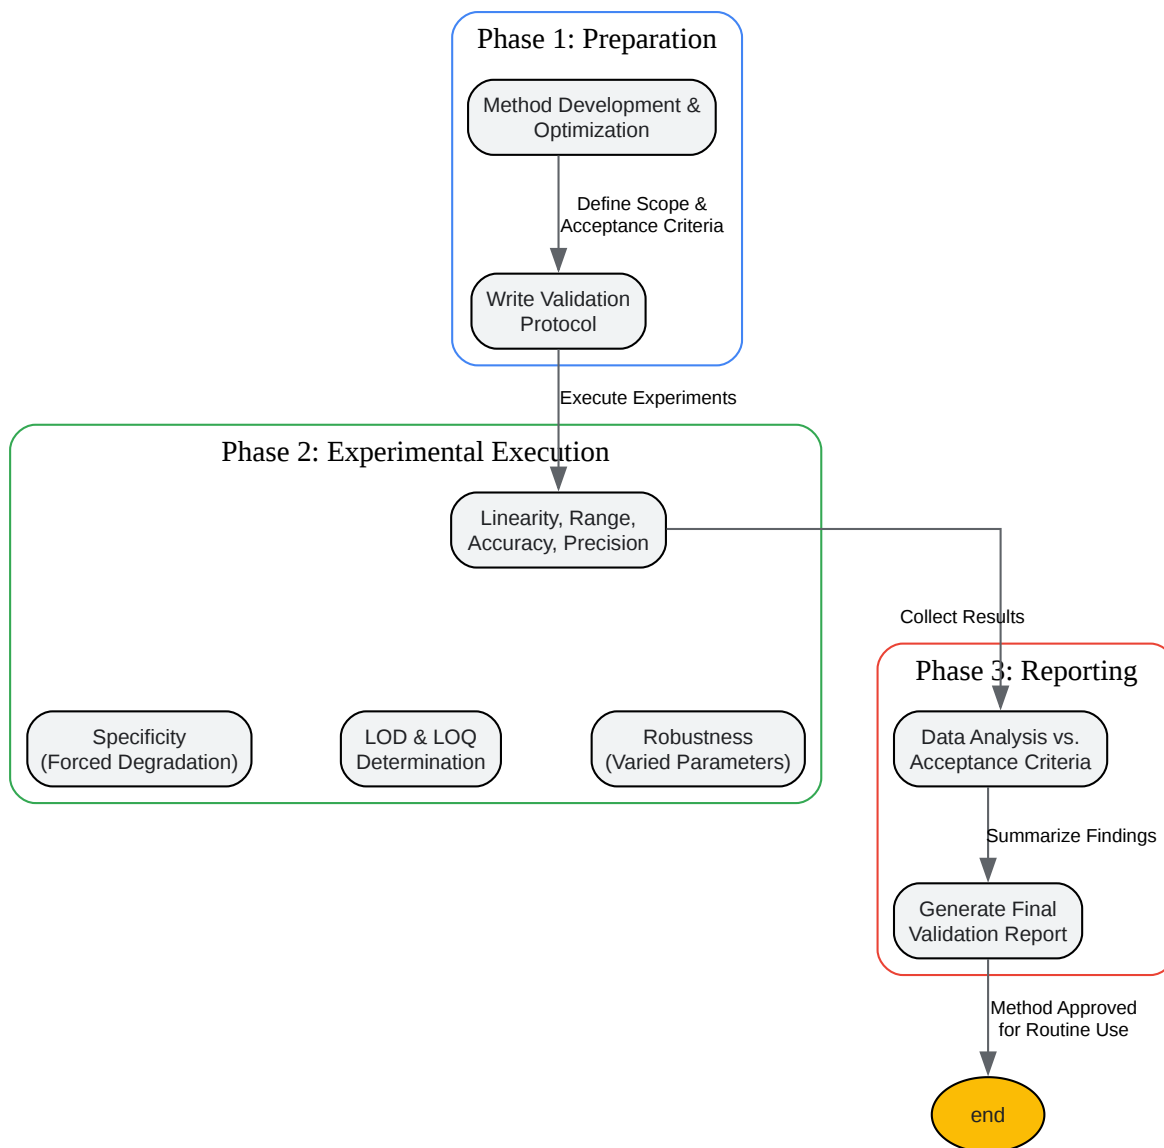 Phase 1: Preparation
Method Development &
Optimization
Define Scope &
Acceptance Criteria
Write Validation
Protocol
Execute Experiments
Phase 2: Experimental Execution
Linearity, Range,
Accuracy, Precision
Specificity
(Forced Degradation)
LOD & LOQ
Determination
Robustness
(Varied Parameters)
Collect Results
Phase 3: Reporting
Data Analysis vs.
Acceptance Criteria
Summarize Findings
Generate Final
Validation Report
Method Approved
for Routine Use
end